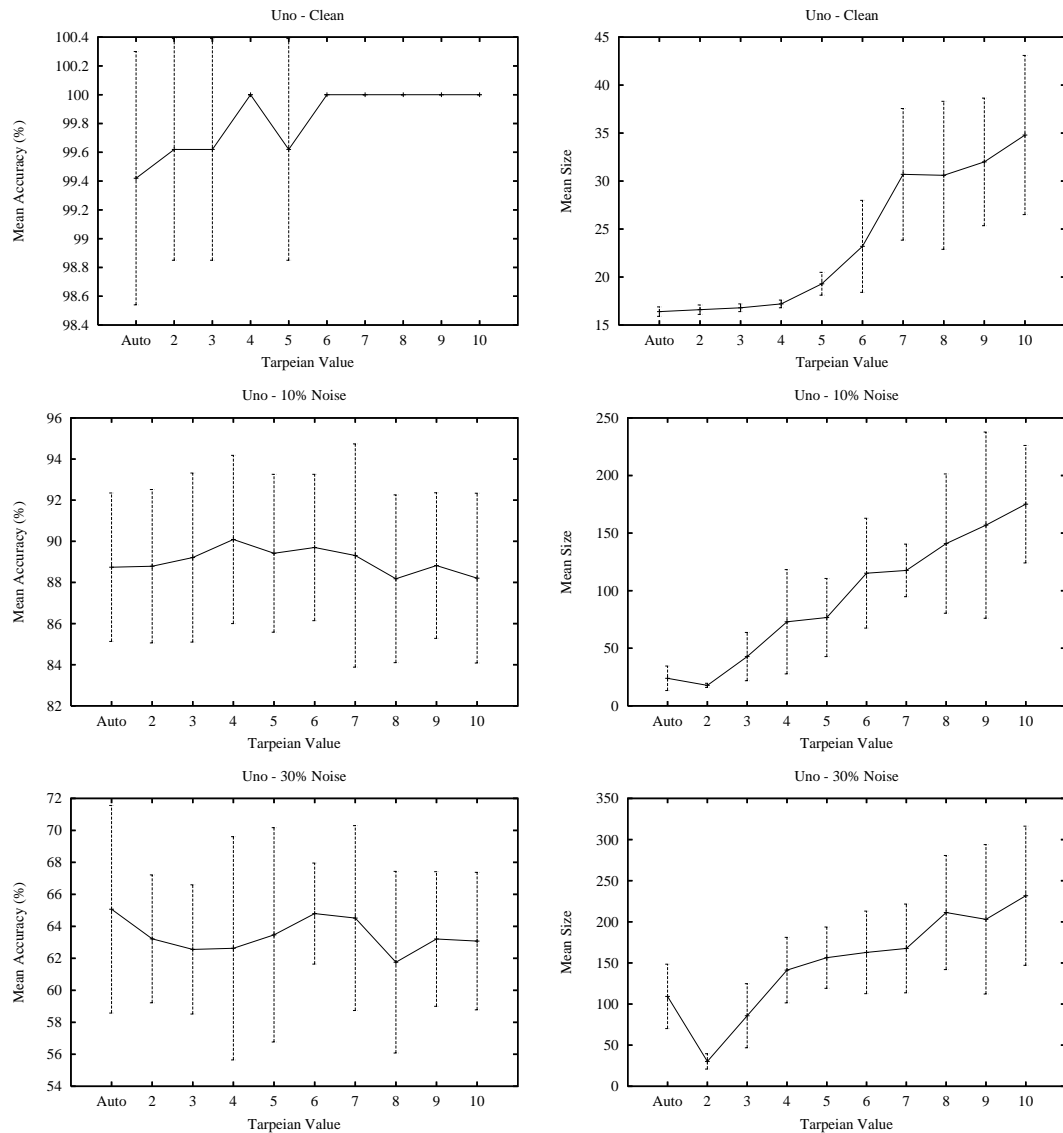 Uno - Clean
Mean Accuracy (%)
100.4
100.2
100
99.8
99.6
99.4
99.2
99
98.8
98.6
98.4
Auto 2 3 4 5 6 7 8 9 10
Tarpeian Value
Uno - Clean
Mean Size
45
40
35
30
25
20
15
Auto 2 3 4 5 6 7 8 9 10
Tarpeian Value
Uno - 10% Noise
Mean Accuracy (%)
96
94
92
90
88
86
84
82
Auto 2 3 4 5 6 7 8 9 10
Tarpeian Value
Uno - 10% Noise
Mean Size
250
200
150
100
50
0
Auto 2 3 4 5 6 7 8 9 10
Tarpeian Value
Uno - 30% Noise
Mean Accuracy (%)
72
70
68
66
64
62
60
58
56
54
Auto 2 3 4 5 6 7 8 9 10
Tarpeian Value
Uno - 30% Noise
Mean Size
350
300
250
200
150
100
50
0
Auto 2 3 4 5 6 7 8 9 10
Tarpeian Value